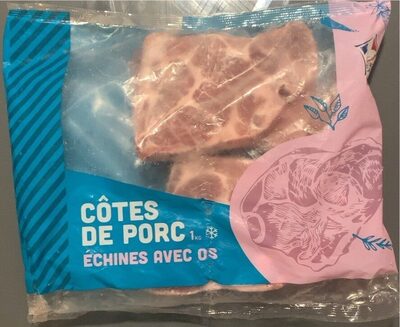 CÔTES
DE PORC 1KG
ÉCHINES AVEC OS